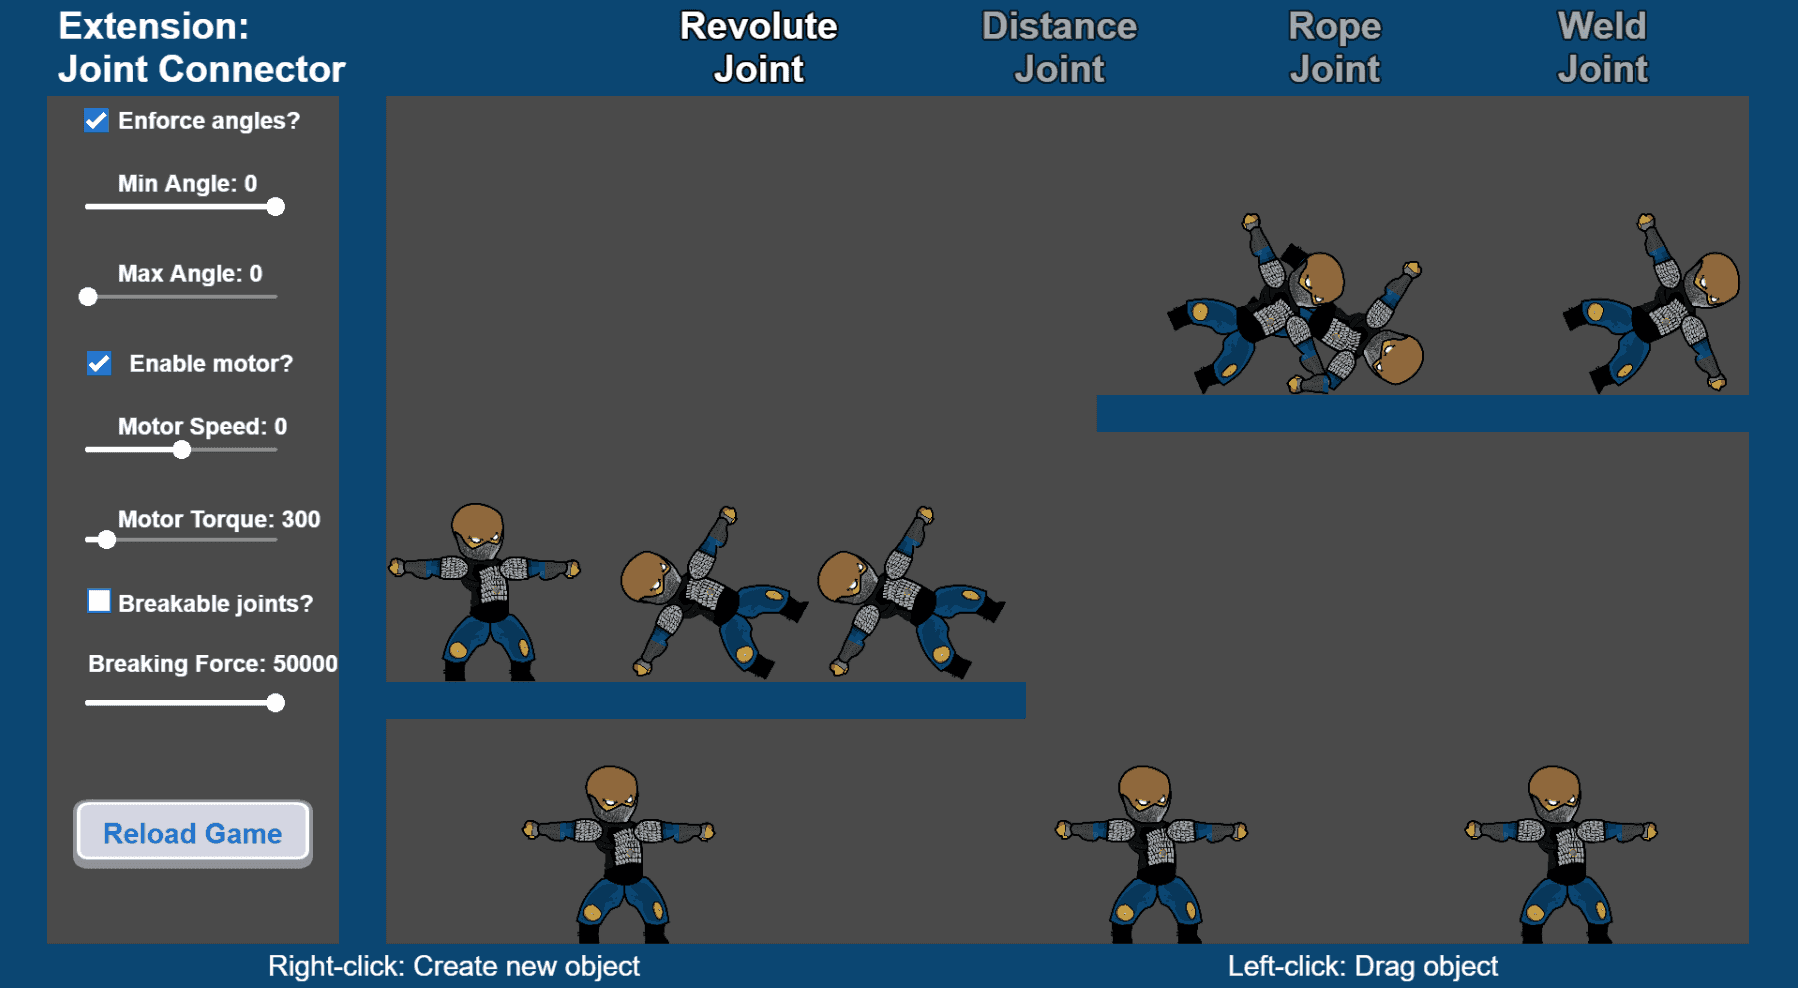 Extension:
Joint Connector
Revolute
Joint
Distance
Joint
Rope
Joint
Weld
Joint
Enforce angles?
Min Angle: 0
Max Angle: 0
Enable motor?
Motor Speed: 0
Motor Torque: 300
Breakable joints?
Breaking Force: 50000
Reload Game
Right-click: Create new object
Left-click: Drag object